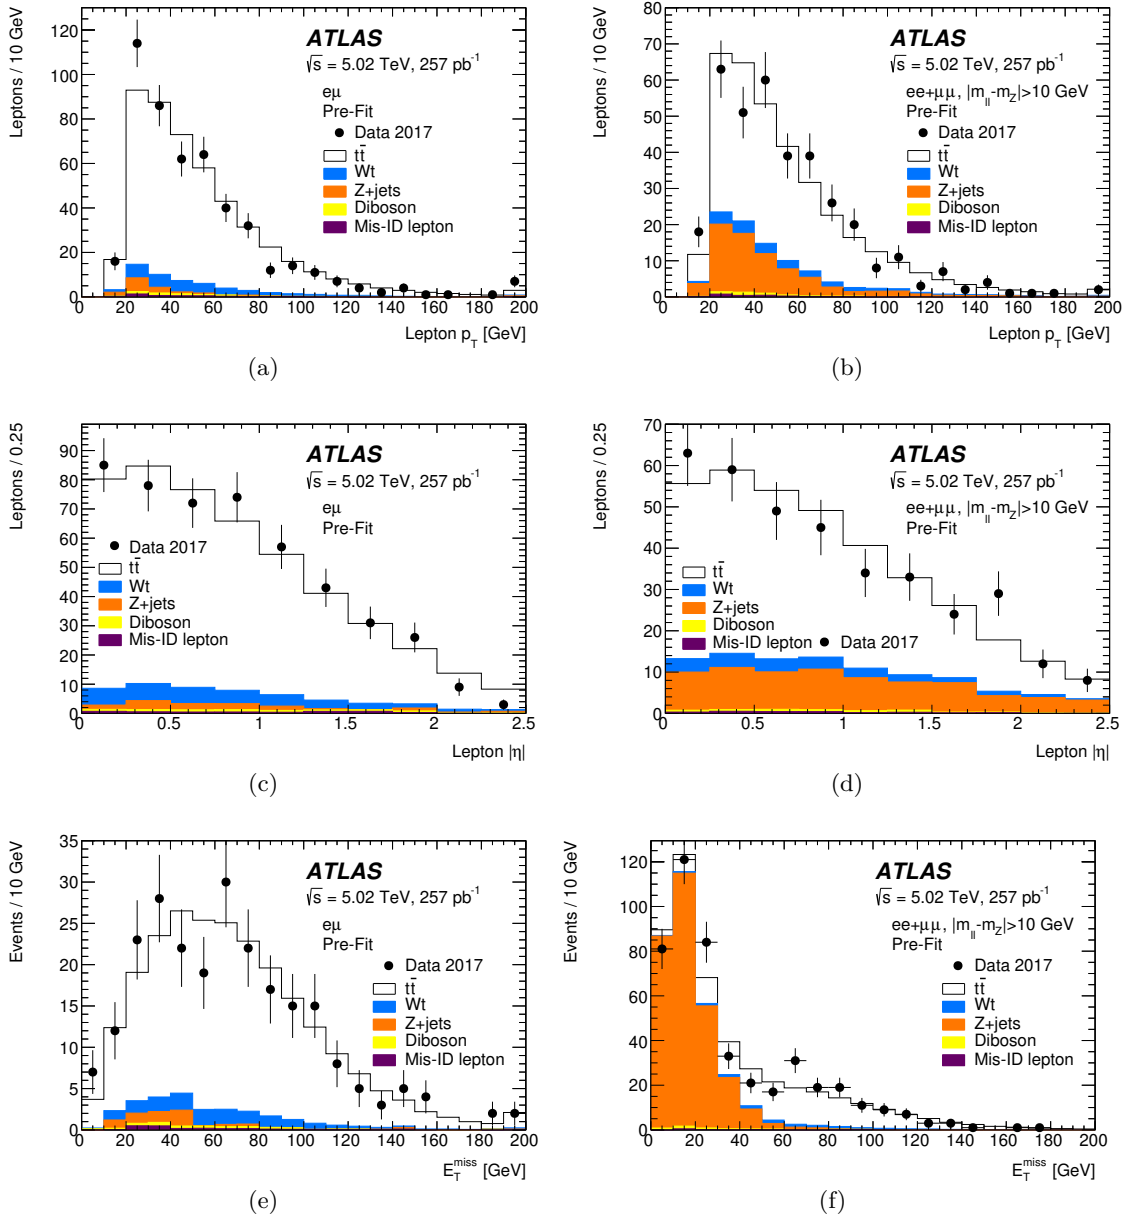 Leptons / 10 GeV
120
100
80
60
40
20
0
ATLAS
√s = 5.02 TeV, 257 pb⁻¹
eμ
Pre-Fit
Data 2017
tt̄
Wt
Z+jets
Diboson
Mis-ID lepton
0 20 40 60 80 100 120 140 160 180 200
Lepton p_T [GeV]
(a)
Leptons / 10 GeV
80
70
60
50
40
30
20
10
0
ATLAS
√s = 5.02 TeV, 257 pb⁻¹
ee+μμ, |m_ll-m_Z|>10 GeV
Pre-Fit
Data 2017
tt̄
Wt
Z+jets
Diboson
Mis-ID lepton
0 20 40 60 80 100 120 140 160 180 200
Lepton p_T [GeV]
(b)
Leptons / 0.25
90
80
70
60
50
40
30
20
10
0
ATLAS
√s = 5.02 TeV, 257 pb⁻¹
eμ
Pre-Fit
Data 2017
tt̄
Wt
Z+jets
Diboson
Mis-ID lepton
0 0.5 1 1.5 2 2.5
Lepton |η|
(c)
Leptons / 0.25
70
60
50
40
30
20
10
0
ATLAS
√s = 5.02 TeV, 257 pb⁻¹
ee+μμ, |m_ll-m_Z|>10 GeV
Pre-Fit
tt̄
Wt
Z+jets
Diboson
Mis-ID lepton Data 2017
0 0.5 1 1.5 2 2.5
Lepton |η|
(d)
Events / 10 GeV
35
30
25
20
15
10
5
0
ATLAS
√s = 5.02 TeV, 257 pb⁻¹
eμ
Pre-Fit
Data 2017
tt̄
Wt
Z+jets
Diboson
Mis-ID lepton
0 20 40 60 80 100 120 140 160 180 200
E_T^miss [GeV]
(e)
Events / 10 GeV
120
100
80
60
40
20
0
ATLAS
√s = 5.02 TeV, 257 pb⁻¹
ee+μμ, |m_ll-m_Z|>10 GeV
Pre-Fit
Data 2017
tt̄
Wt
Z+jets
Diboson
Mis-ID lepton
0 20 40 60 80 100 120 140 160 180 200
E_T^miss [GeV]
(f)